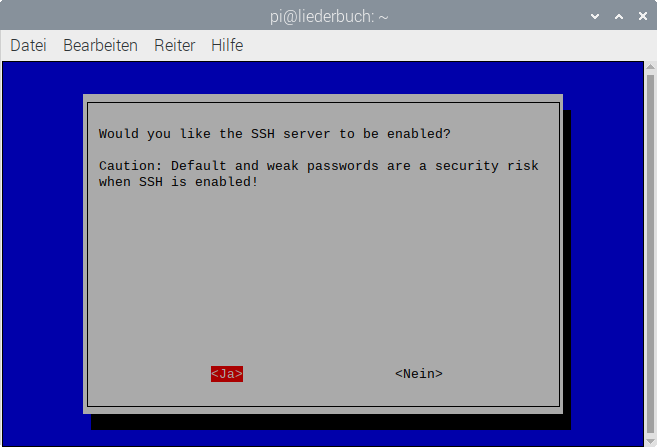 pi@liederbuch: ~
Datei Bearbeiten Reiter Hilfe
Would you like the SSH server to be enabled?
Caution: Default and weak passwords are a security risk
when SSH is enabled!
<Ja> <Nein>